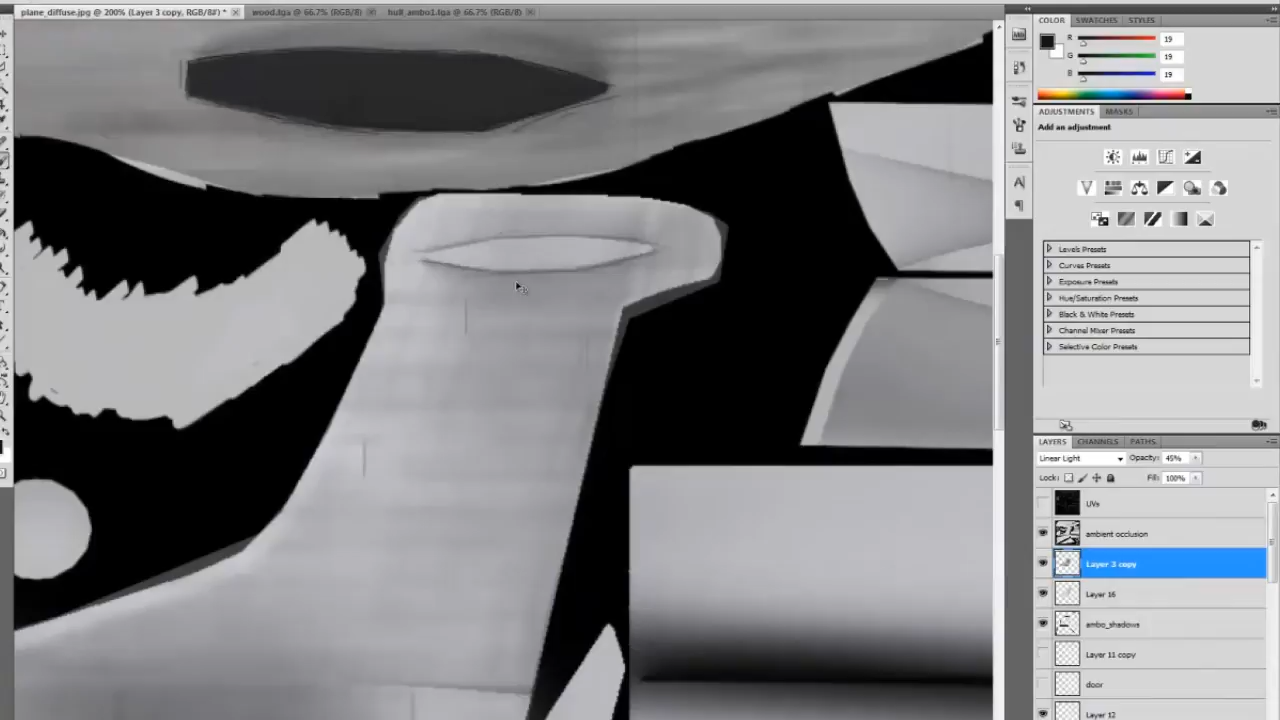 plane_diffuse.jpg @ 200% (Layer 3 copy, RGB/8#) * wood.tga @ 66.7% (RGB/8) hull_ambo1.tga @ 66.7% (RGB/8)
COLOR SWATCHES STYLES
R 19
G 19
B 19
ADJUSTMENTS MASKS
Add an adjustment
Levels Presets
Curves Presets
Exposure Presets
Hue/Saturation Presets
Black & White Presets
Channel Mixer Presets
Selective Color Presets
LAYERS CHANNELS PATHS
Linear Light Opacity: 45%
Lock: Fill: 100%
UVs
ambient occlusion
Layer 3 copy
Layer 16
ambo_shadows
Layer 11 copy
door
Layer 12